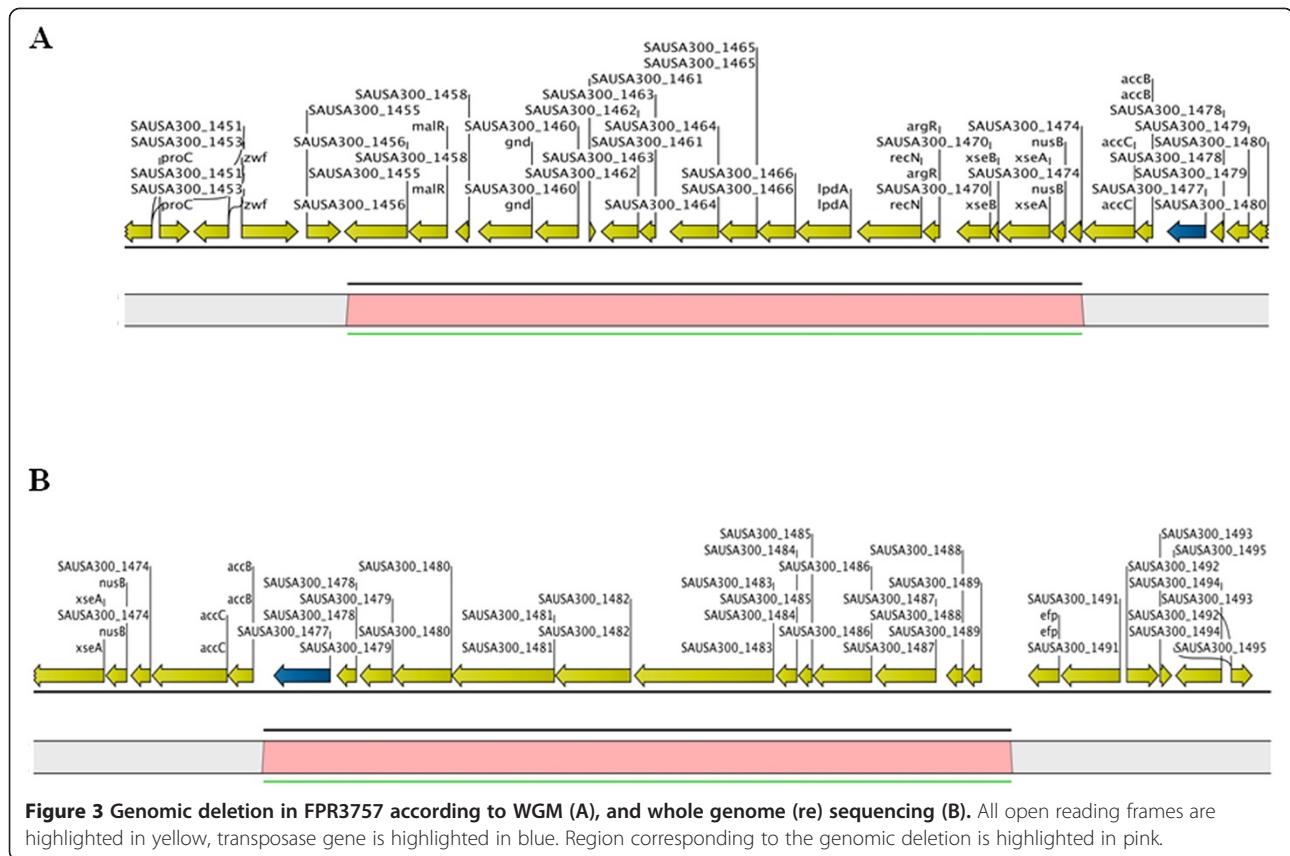 A
SAUSA300_1465
SAUSA300_1465
SAUSA300_1461
accB
SAUSA300_1458 SAUSA300_1463 accB
SAUSA300_1455 SAUSA300_1462 SAUSA300_1478
SAUSA300_1451 malR SAUSA300_1460 SAUSA300_1464 argR SAUSA300_1474 SAUSA300_1479
SAUSA300_1453 SAUSA300_1456 gnd SAUSA300_1461 SAUSA300_1470 nusB accC SAUSA300_1480
proC zwf SAUSA300_1458 SAUSA300_1463 recN xseB xseA SAUSA300_1478
SAUSA300_1451 SAUSA300_1455 SAUSA300_1462 SAUSA300_1466 argR SAUSA300_1474 SAUSA300_1479
SAUSA300_1453 malR SAUSA300_1460 SAUSA300_1466 lpdA SAUSA300_1470 nusB SAUSA300_1477
proC zwf SAUSA300_1456 gnd SAUSA300_1464 lpdA recN xseB xseA accC SAUSA300_1480
B
SAUSA300_1485 SAUSA300_1493
SAUSA300_1484 SAUSA300_1488 SAUSA300_1495
SAUSA300_1474 accB SAUSA300_1480 SAUSA300_1486 SAUSA300_1492
nusB SAUSA300_1478 SAUSA300_1483 SAUSA300_1489 SAUSA300_1494
xseA accB SAUSA300_1479 SAUSA300_1482 SAUSA300_1485 SAUSA300_1487 SAUSA300_1491 SAUSA300_1493
SAUSA300_1474 accC SAUSA300_1478 SAUSA300_1481 SAUSA300_1484 SAUSA300_1488 efp SAUSA300_1492
nusB SAUSA300_1477 SAUSA300_1480 SAUSA300_1482 SAUSA300_1486 SAUSA300_1489 efp SAUSA300_1494
xseA accC SAUSA300_1479 SAUSA300_1481 SAUSA300_1483 SAUSA300_1487 SAUSA300_1491 SAUSA300_1495
Figure 3 Genomic deletion in FPR3757 according to WGM (A), and whole genome (re) sequencing (B). All open reading frames are
highlighted in yellow, transposase gene is highlighted in blue. Region corresponding to the genomic deletion is highlighted in pink.